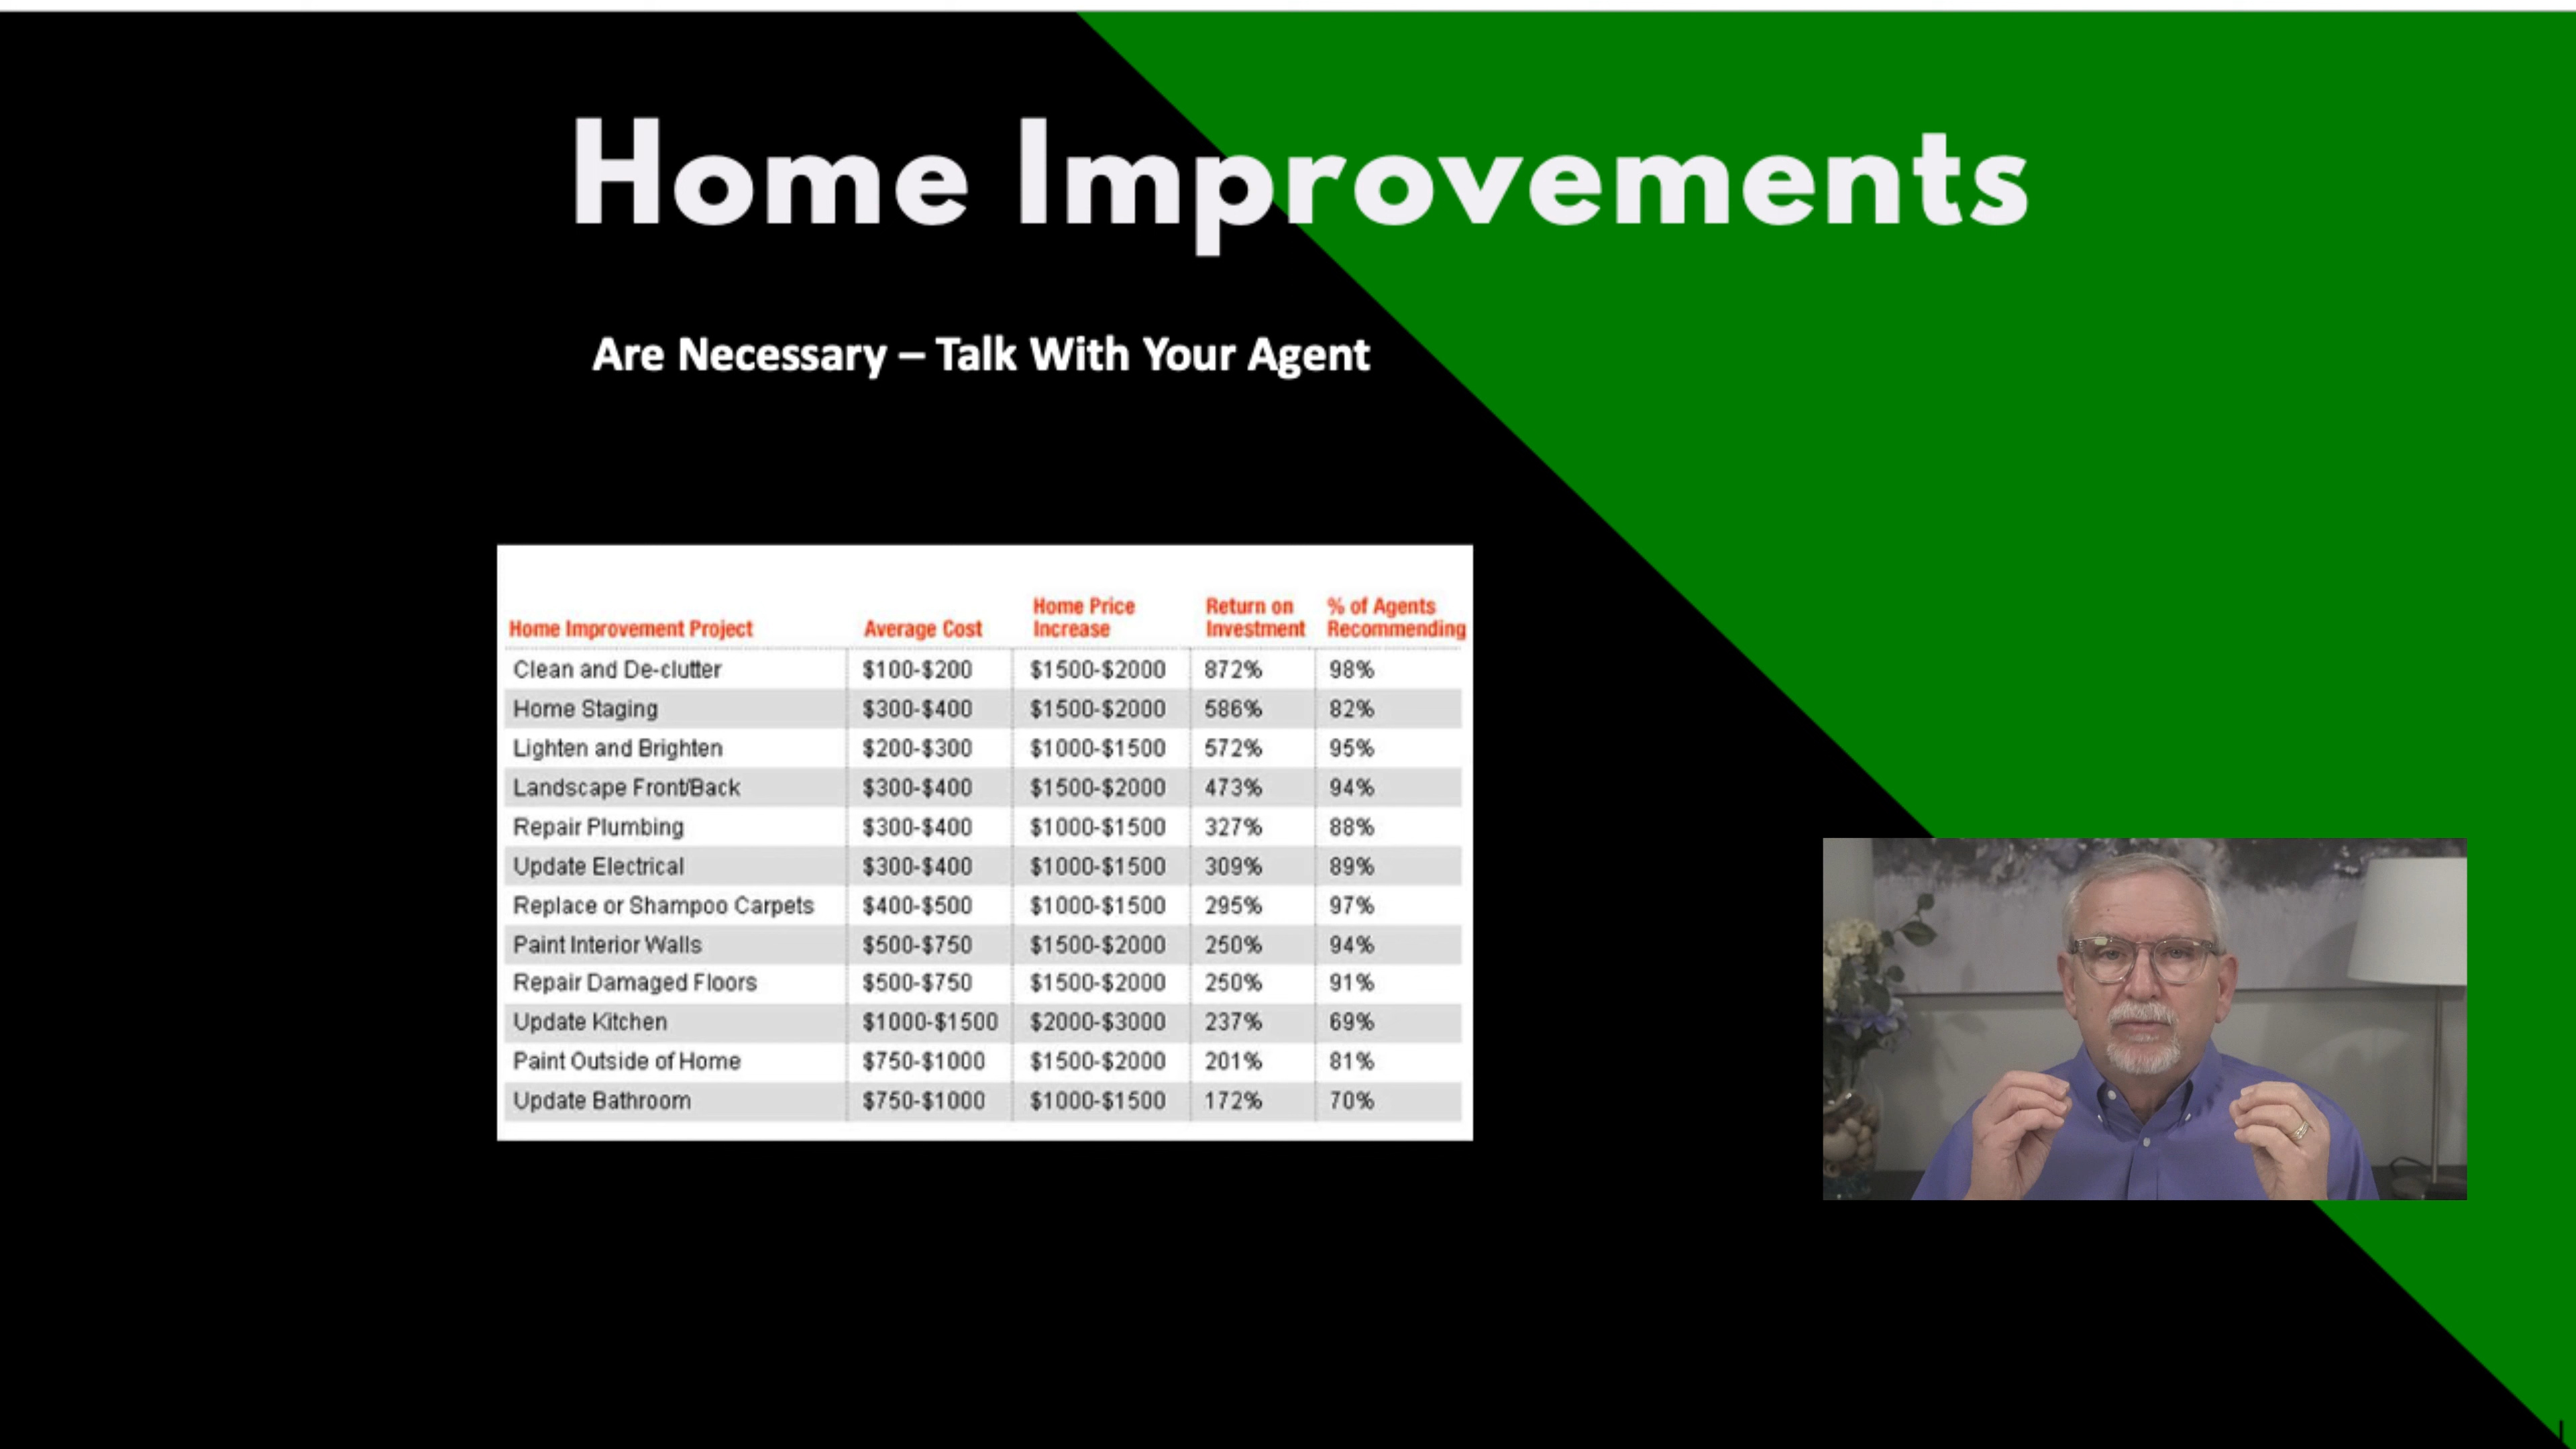 Home Improvements
Are Necessary – Talk With Your Agent
Home Improvement Project Average Cost Home Price Increase Return on Investment % of Agents Recommending
Clean and De-clutter $100-$200 $1500-$2000 872% 98%
Home Staging $300-$400 $1500-$2000 586% 82%
Lighten and Brighten $200-$300 $1000-$1500 572% 95%
Landscape Front/Back $300-$400 $1500-$2000 473% 94%
Repair Plumbing $300-$400 $1000-$1500 327% 88%
Update Electrical $300-$400 $1000-$1500 309% 89%
Replace or Shampoo Carpets $400-$500 $1000-$1500 295% 97%
Paint Interior Walls $500-$750 $1500-$2000 250% 94%
Repair Damaged Floors $500-$750 $1500-$2000 250% 91%
Update Kitchen $1000-$1500 $2000-$3000 237% 69%
Paint Outside of Home $750-$1000 $1500-$2000 201% 81%
Update Bathroom $750-$1000 $1000-$1500 172% 70%